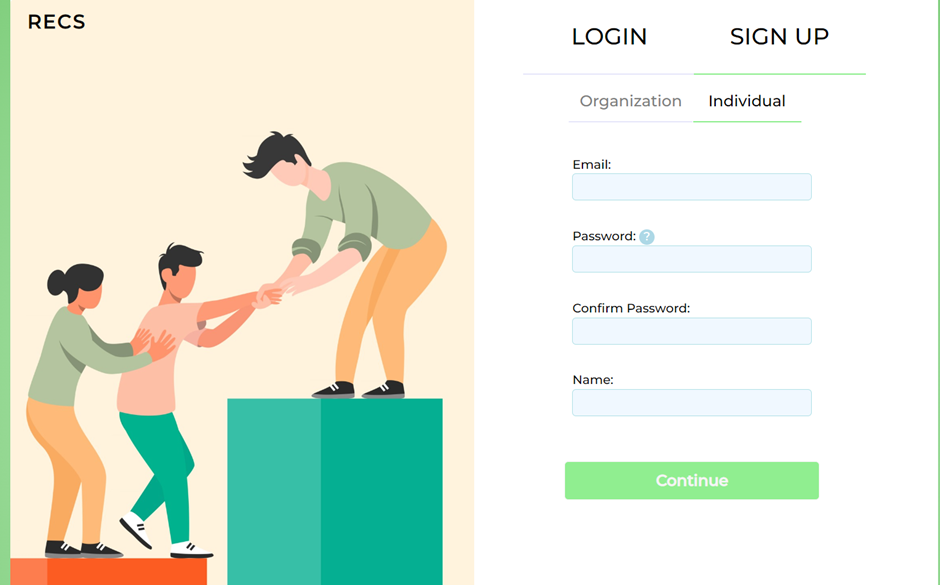 RECS
LOGIN SIGN UP
Organization Individual
Email:
Password: ?
Confirm Password:
Name:
Continue